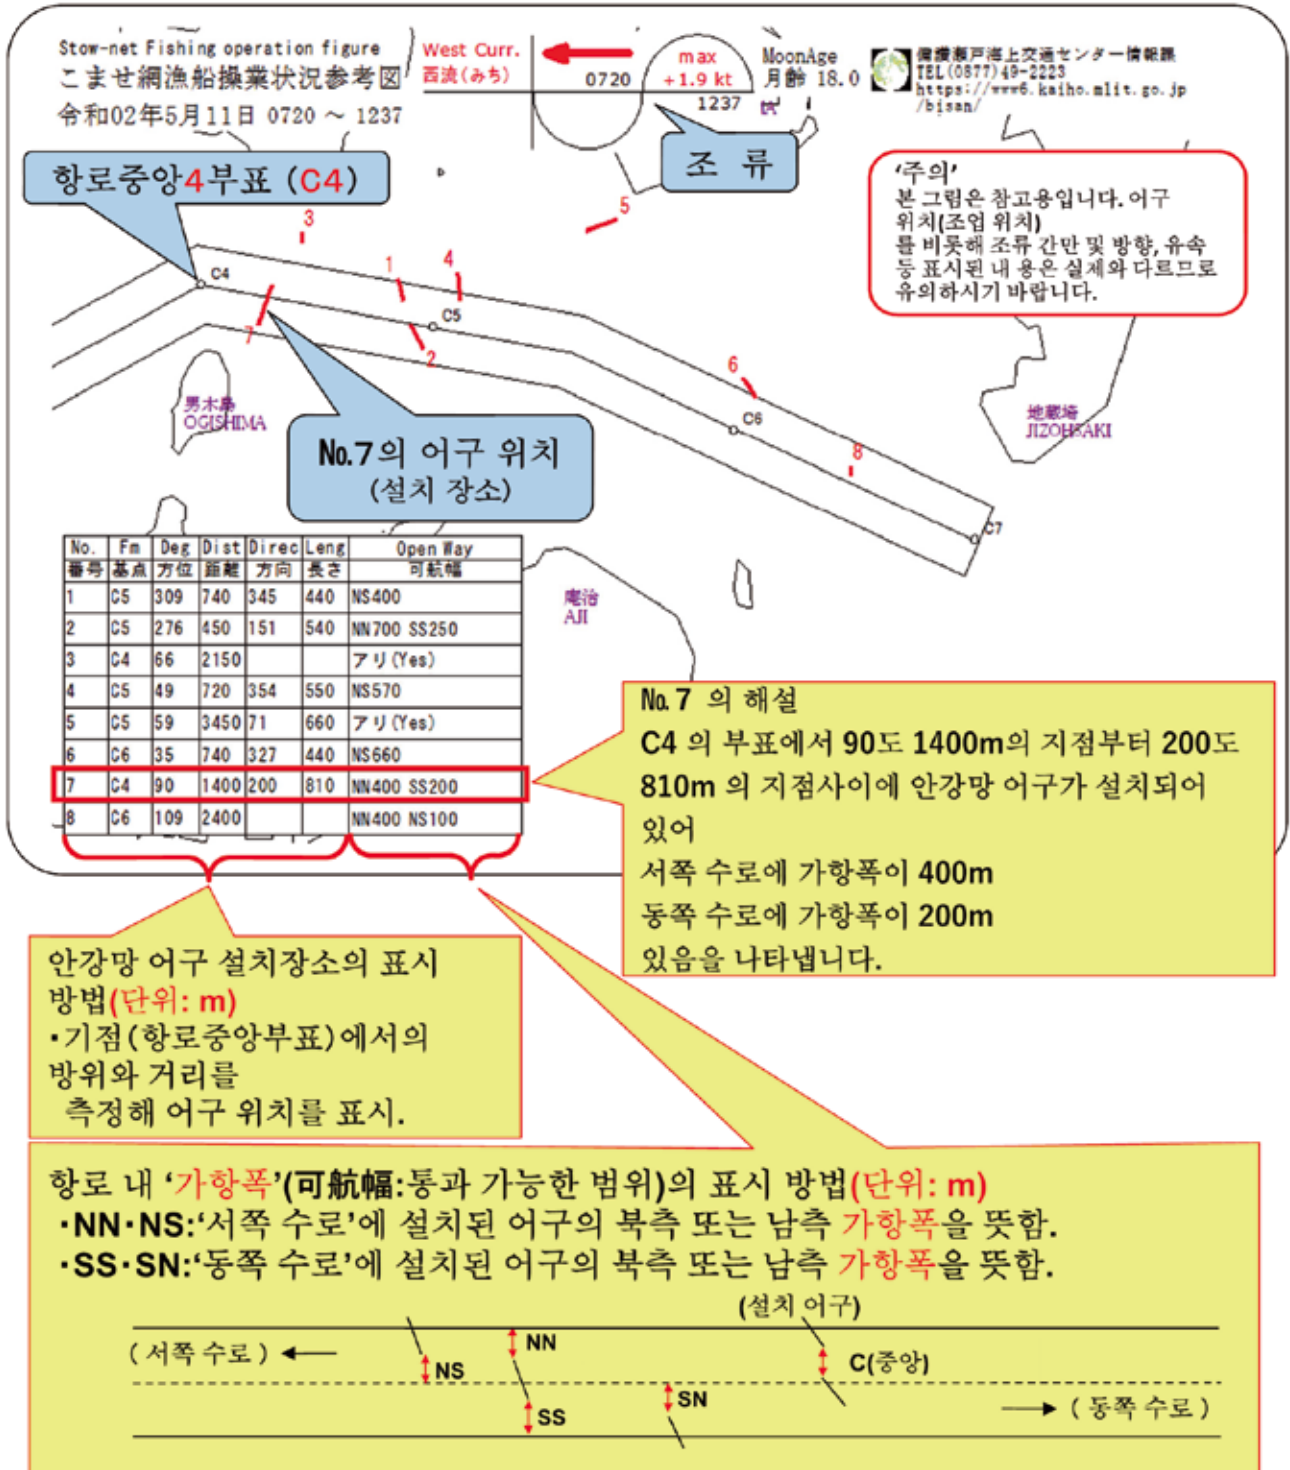 Stow-net Fishing operation figure
こませ網漁船操業状況参考図
令和02年5月11日 0720 ～ 1237
West Curr.
西流(みち)
0720
max
+1.9 kt
1237
MoonAge
月齢 18.0
備讃瀬戸海上交通センター情報課
TEL(0877)49-2223
https://www6.kaiho.mlit.go.jp
/bisan/
항로중앙4부표 (C4)
조 류
'주의'
본 그림은 참고용입니다. 어구
위치(조업 위치)
를 비롯해 조류 간만 및 방향, 유속
등 표시된 내 용은 실제와 다르므로
유의하시기 바랍니다.
3
5
1
4
C4
C5
7
2
6
C6
8
C7
男木島
OGISHIMA
地蔵埼
JIZOHSAKI
№.7의 어구 위치
(설치 장소)
庵治
AJI
No. Fm Deg Dist Direc Leng Open Way
番号 基点 方位 距離 方向 長さ 可航幅
1 C5 309 740 345 440 NS400
2 C5 276 450 151 540 NN700 SS250
3 C4 66 2150 アリ(Yes)
4 C5 49 720 354 550 NS570
5 C5 59 3450 71 660 アリ(Yes)
6 C6 35 740 327 440 NS660
7 C4 90 1400 200 810 NN400 SS200
8 C6 109 2400 NN400 NS100
№. 7 의 해설
C4 의 부표에서 90도 1400m의 지점부터 200도
810m 의 지점사이에 안강망 어구가 설치되어
있어
서쪽 수로에 가항폭이 400m
동쪽 수로에 가항폭이 200m
있음을 나타냅니다.
안강망 어구 설치장소의 표시
방법(단위: m)
・기점(항로중앙부표)에서의
방위와 거리를
측정해 어구 위치를 표시.
항로 내 '가항폭'(可航幅:통과 가능한 범위)의 표시 방법(단위: m)
・NN・NS:'서쪽 수로'에 설치된 어구의 북측 또는 남측 가항폭을 뜻함.
・SS・SN:'동쪽 수로'에 설치된 어구의 북측 또는 남측 가항폭을 뜻함.
(설치 어구)
( 서쪽 수로 )
NN
NS
C(중앙)
SN
SS
( 동쪽 수로 )